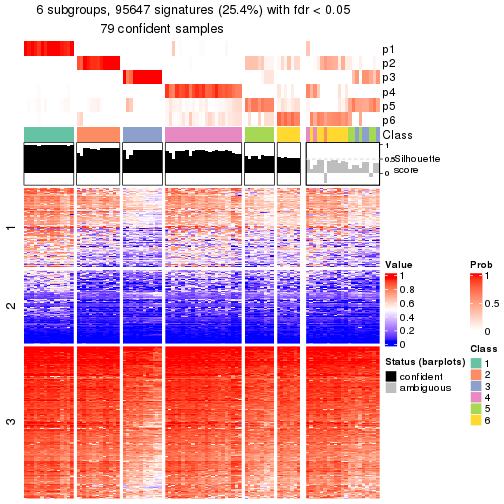 6 subgroups, 95647 signatures (25.4%) with fdr < 0.05
79 confident samples
p1
p2
p3
p4
p5
p6
Class
1
0.5
0
Silhouette
score
1
2
3
Value
1
0.8
0.6
0.4
0.2
0
Status (barplots)
confident
ambiguous
Prob
1
0.5
0
Class
1
2
3
4
5
6